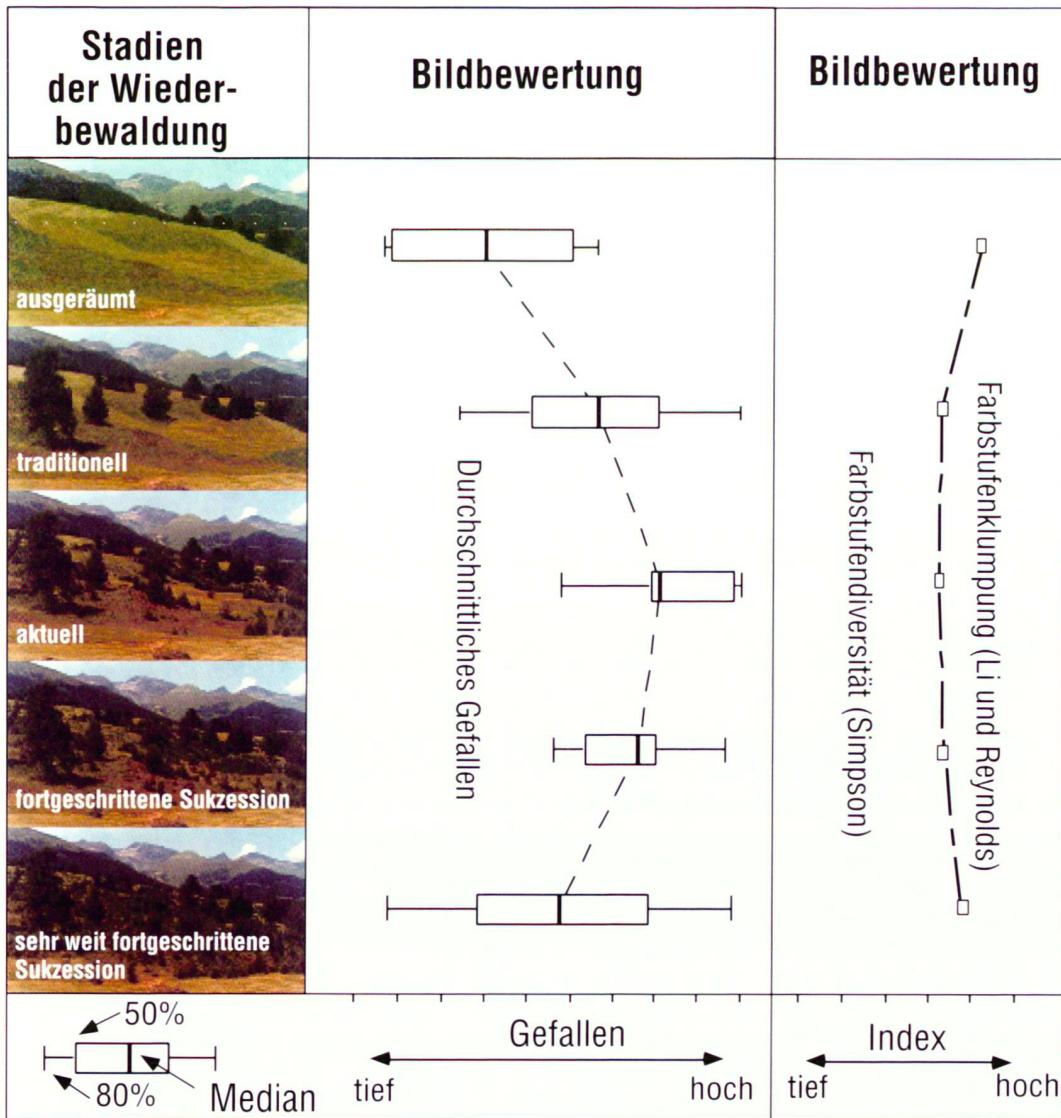 Stadien
der Wieder-
bewaldung
Bildbewertung
Bildbewertung
ausgeräumt
traditionell
aktuell
fortgeschrittene Sukzession
sehr weit fortgeschrittene
Sukzession
Durchschnittliches Gefallen
Farbstufendiversität (Simpson)
Farbstufenklumpung (Li und Reynolds)
50%
80%
Median
Gefallen
tief
hoch
Index
tief
hoch